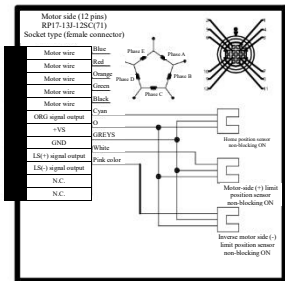 Motor side (12 pins)
RP17-13J-12SC(71)
Socket type (female connector)
Motor wire
Blue
Motor wire
Red
Motor wire
Orange
Motor wire
Green
Motor wire
Black
ORG signal output
Cyan
+VS
O
GND
GREYS
LS(+) signal output
White
LS(-) signal output
Pink color
N.C.
N.C.
Phase E
Phase A
Phase D
Phase B
Phase C
Home position sensor
non-blocking ON
Motor-side (+) limit
position sensor
non-blocking ON
Inverse motor side (-)
limit position sensor
non-blocking ON